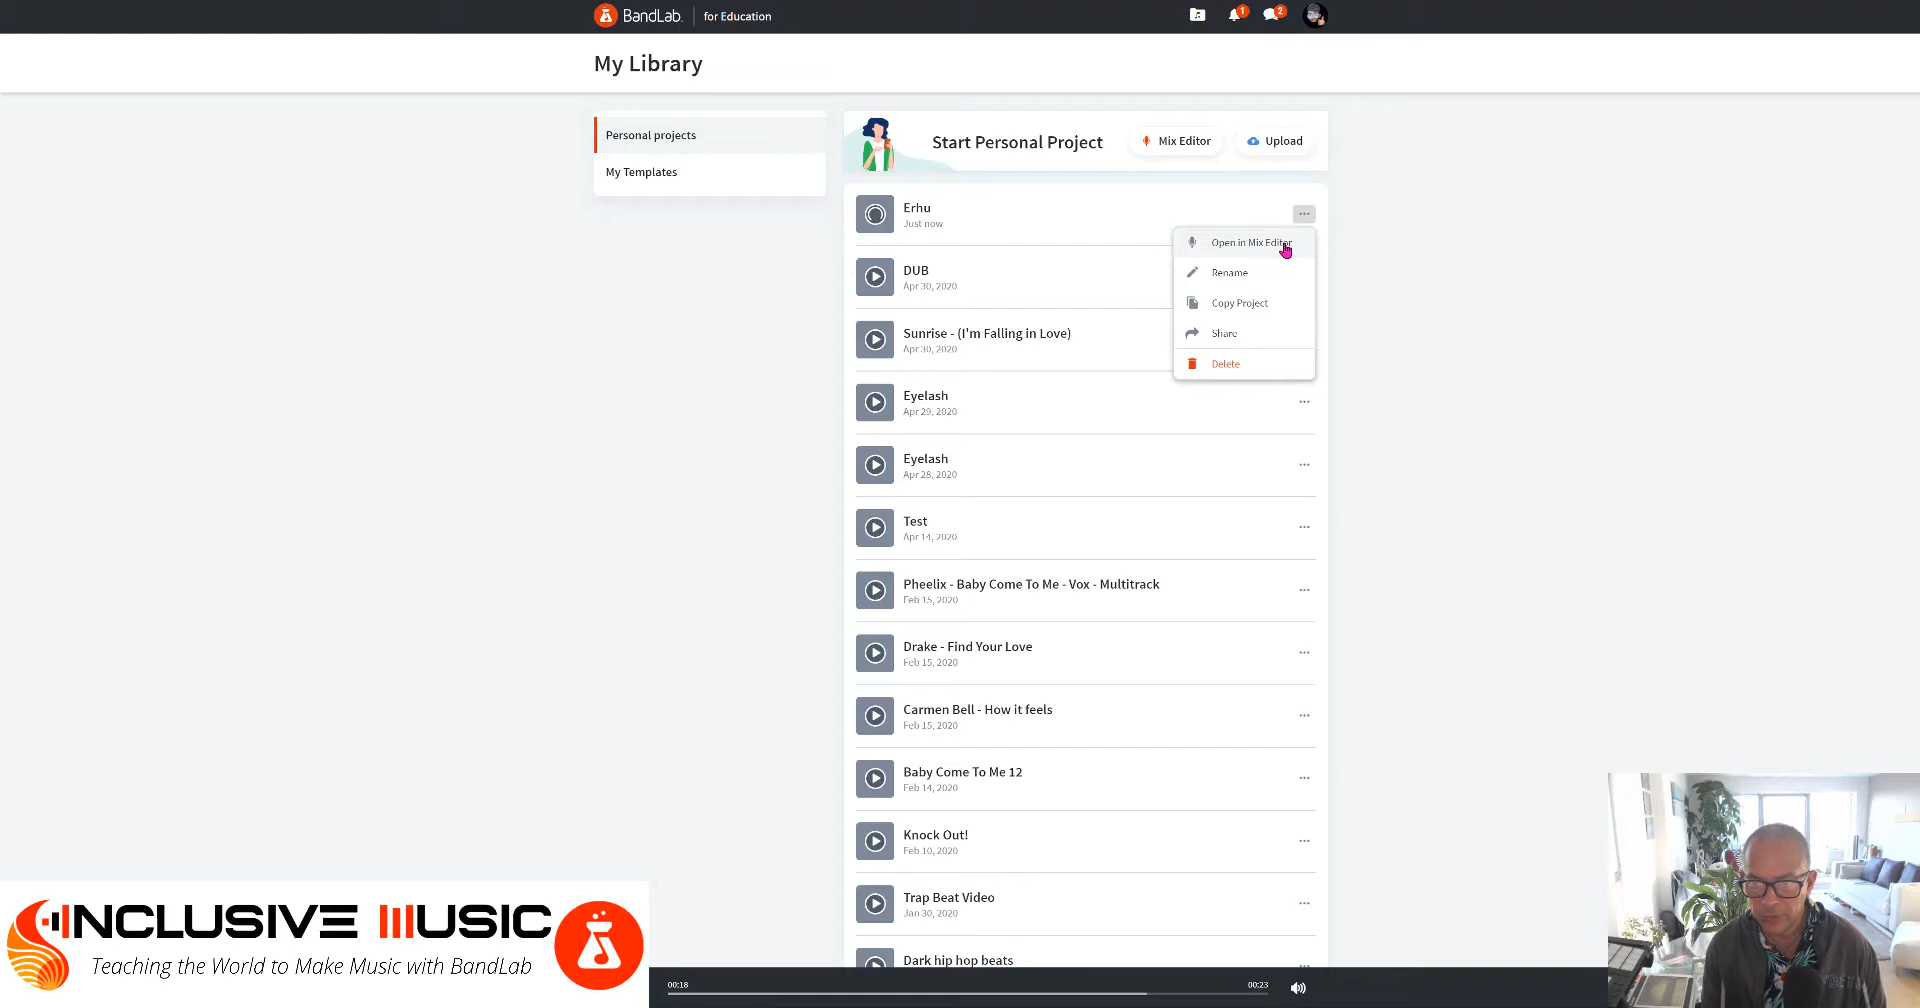 BandLab for Education
1
2
My Library
Personal projects
My Templates
Start Personal Project
Mix Editor
Upload
Erhu
Just now
Open in Mix Editor
Rename
Copy Project
Share
Delete
DUB
Apr 30, 2020
Sunrise - (I'm Falling in Love)
Apr 30, 2020
Eyelash
Apr 29, 2020
Eyelash
Apr 28, 2020
Test
Apr 14, 2020
Pheelix - Baby Come To Me - Vox - Multitrack
Feb 15, 2020
Drake - Find Your Love
Feb 15, 2020
Carmen Bell - How it feels
Feb 15, 2020
Baby Come To Me 12
Feb 14, 2020
Knock Out!
Feb 10, 2020
Trap Beat Video
Jan 30, 2020
Dark hip hop beats
INCLUSIVE MUSIC
Teaching the World to Make Music with BandLab
00:18
00:23